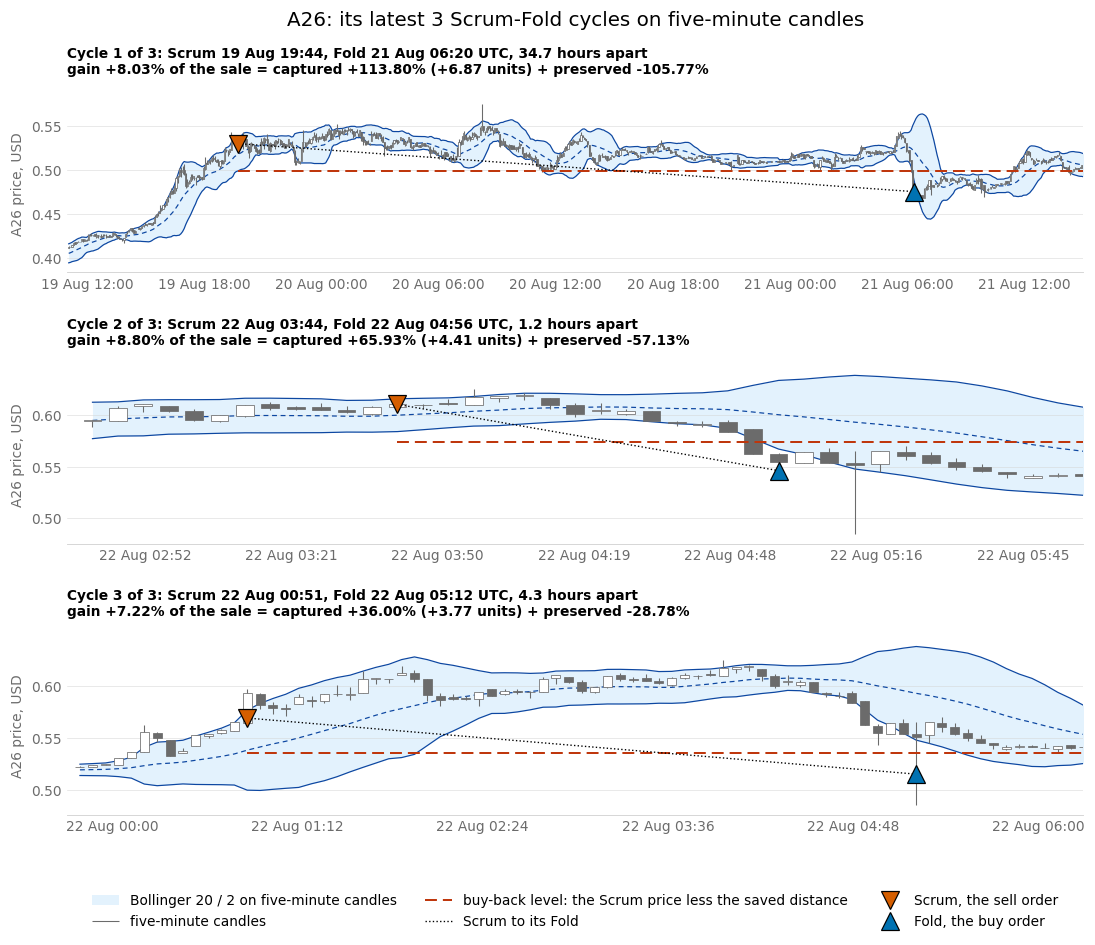 A26: its latest 3 Scrum-Fold cycles on five-minute candles
Cycle 1 of 3: Scrum 19 Aug 19:44, Fold 21 Aug 06:20 UTC, 34.7 hours apart
gain +8.03% of the sale = captured +113.80% (+6.87 units) + preserved -105.77%
A26 price, USD
0.55
0.50
0.45
0.40
19 Aug 12:00 19 Aug 18:00 20 Aug 00:00 20 Aug 06:00 20 Aug 12:00 20 Aug 18:00 21 Aug 00:00 21 Aug 06:00 21 Aug 12:00
Cycle 2 of 3: Scrum 22 Aug 03:44, Fold 22 Aug 04:56 UTC, 1.2 hours apart
gain +8.80% of the sale = captured +65.93% (+4.41 units) + preserved -57.13%
A26 price, USD
0.60
0.55
0.50
22 Aug 02:52 22 Aug 03:21 22 Aug 03:50 22 Aug 04:19 22 Aug 04:48 22 Aug 05:16 22 Aug 05:45
Cycle 3 of 3: Scrum 22 Aug 00:51, Fold 22 Aug 05:12 UTC, 4.3 hours apart
gain +7.22% of the sale = captured +36.00% (+3.77 units) + preserved -28.78%
A26 price, USD
0.60
0.55
0.50
22 Aug 00:00 22 Aug 01:12 22 Aug 02:24 22 Aug 03:36 22 Aug 04:48 22 Aug 06:00
Bollinger 20 / 2 on five-minute candles
five-minute candles
buy-back level: the Scrum price less the saved distance
Scrum to its Fold
Scrum, the sell order
Fold, the buy order